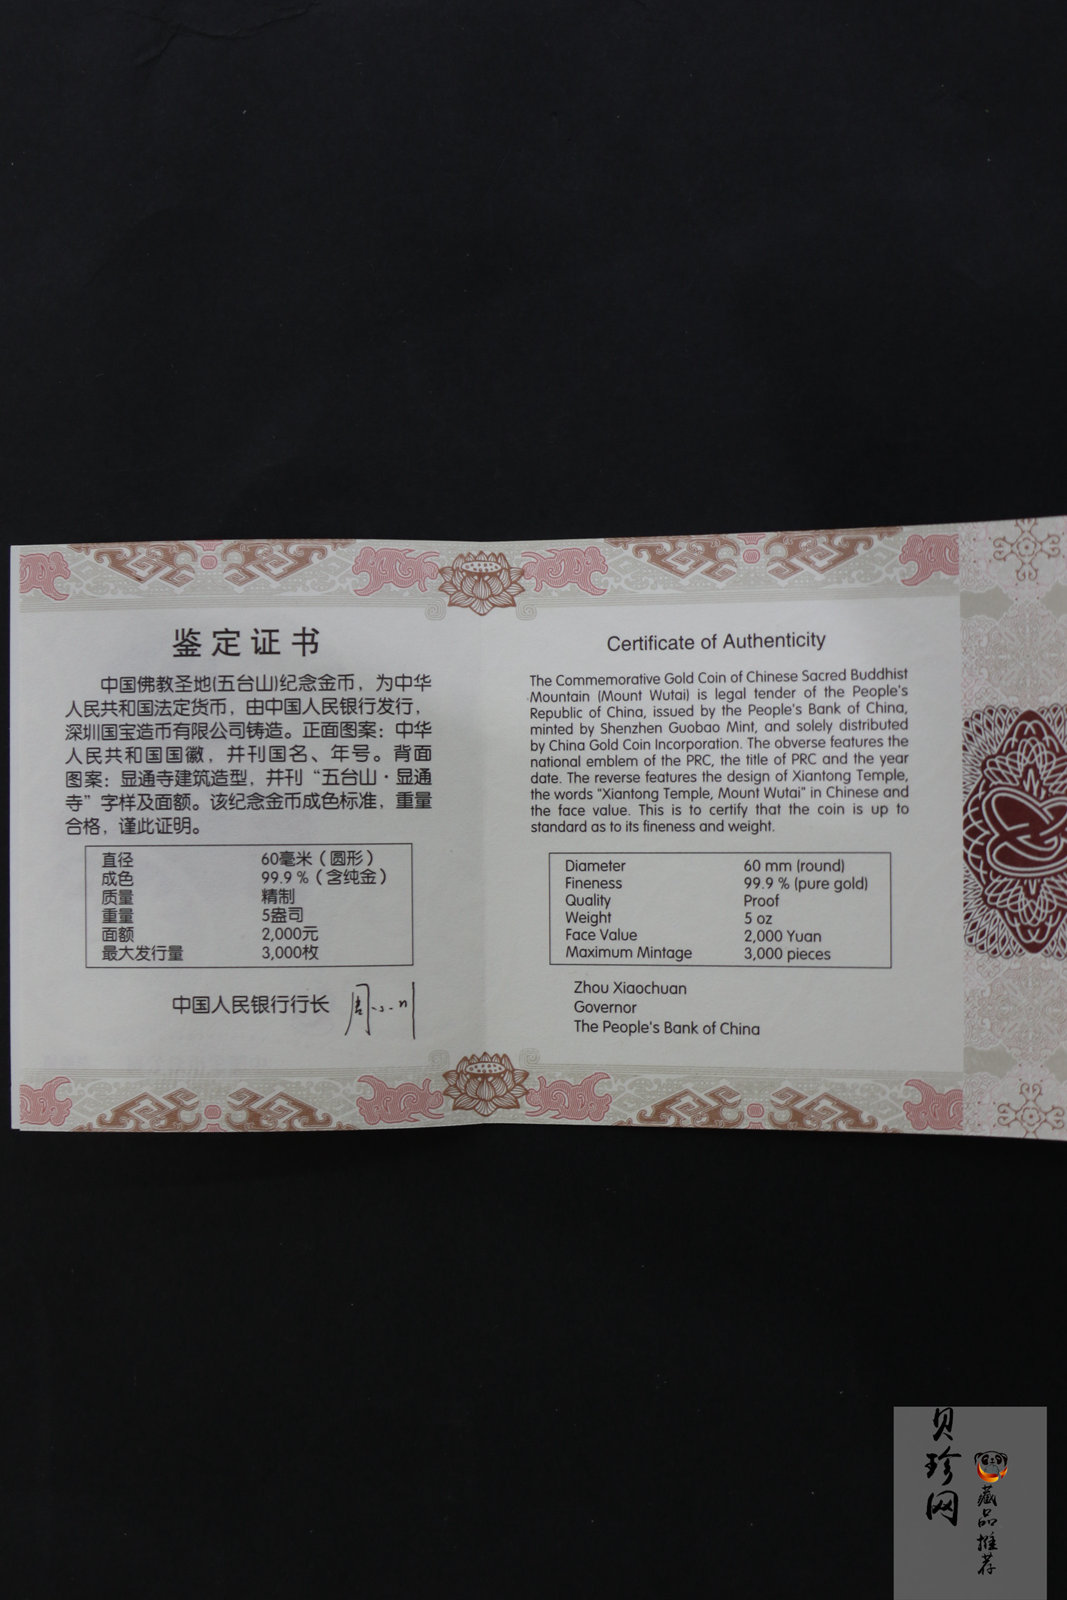 鉴定证书
中国佛教圣地(五台山)纪念金币，为中华
人民共和国法定货币，由中国人民银行发行，
深圳国宝造币有限公司铸造。正面图案：中华
人民共和国国徽，并刊国名、年号。背面
图案：显通寺建筑造型，并刊“五台山·显通
寺”字样及面额。该纪念金币成色标准，重量
合格，谨此证明。
直径 60毫米（圆形）
成色 99.9 %（含纯金）
质量 精制
重量 5盎司
面额 2,000元
最大发行量 3,000枚
中国人民银行行长
Certificate of Authenticity
The Commemorative Gold Coin of Chinese Sacred Buddhist
Mountain (Mount Wutai) is legal tender of the People's
Republic of China, issued by the People's Bank of China,
minted by Shenzhen Guobao Mint, and solely distributed
by China Gold Coin Incorporation. The obverse features the
national emblem of the PRC, the title of PRC and the year
date. The reverse features the design of Xiantong Temple,
the words “Xiantong Temple, Mount Wutai” in Chinese and
the face value. This is to certify that the coin is up to
standard as to its fineness and weight.
Diameter 60 mm (round)
Fineness 99.9 % (pure gold)
Quality Proof
Weight 5 oz
Face Value 2,000 Yuan
Maximum Mintage 3,000 pieces
Zhou Xiaochuan
Governor
The People's Bank of China
贝珍网
藏品推荐